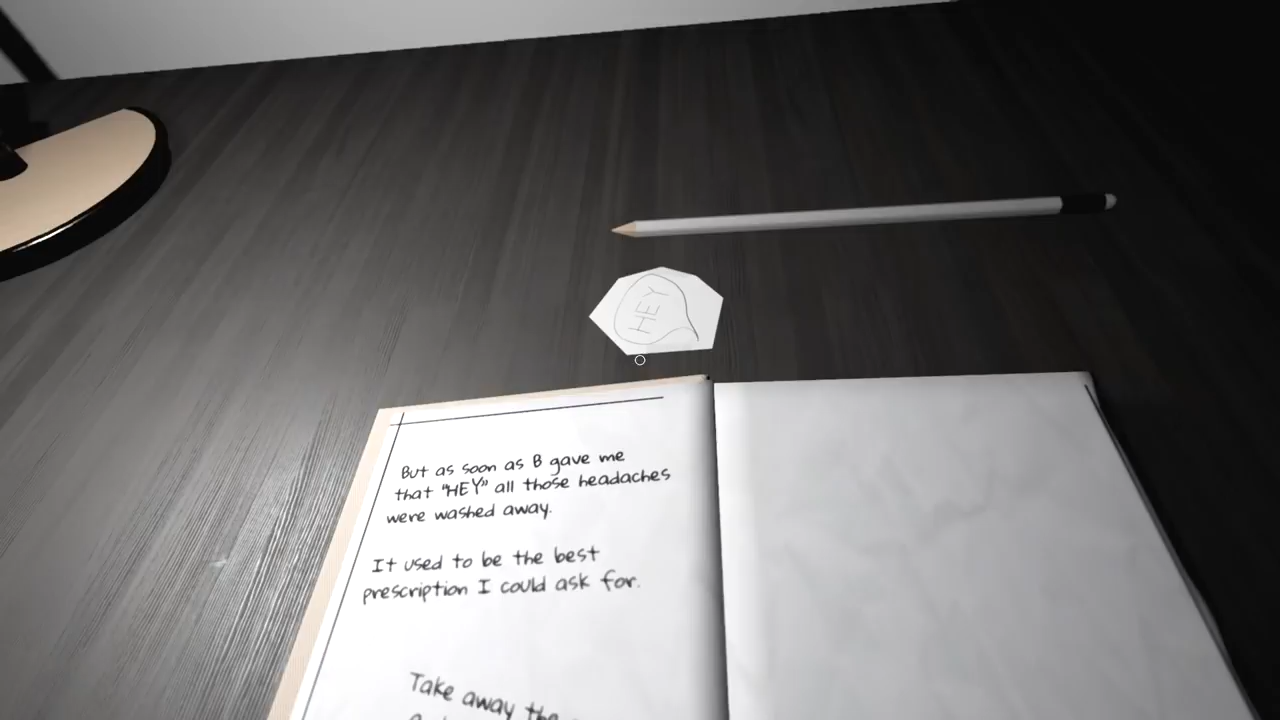 HEY
But as soon as B gave me
that "HEY" all those headaches
were washed away.
It used to be the best
prescription I could ask for.
Take away the